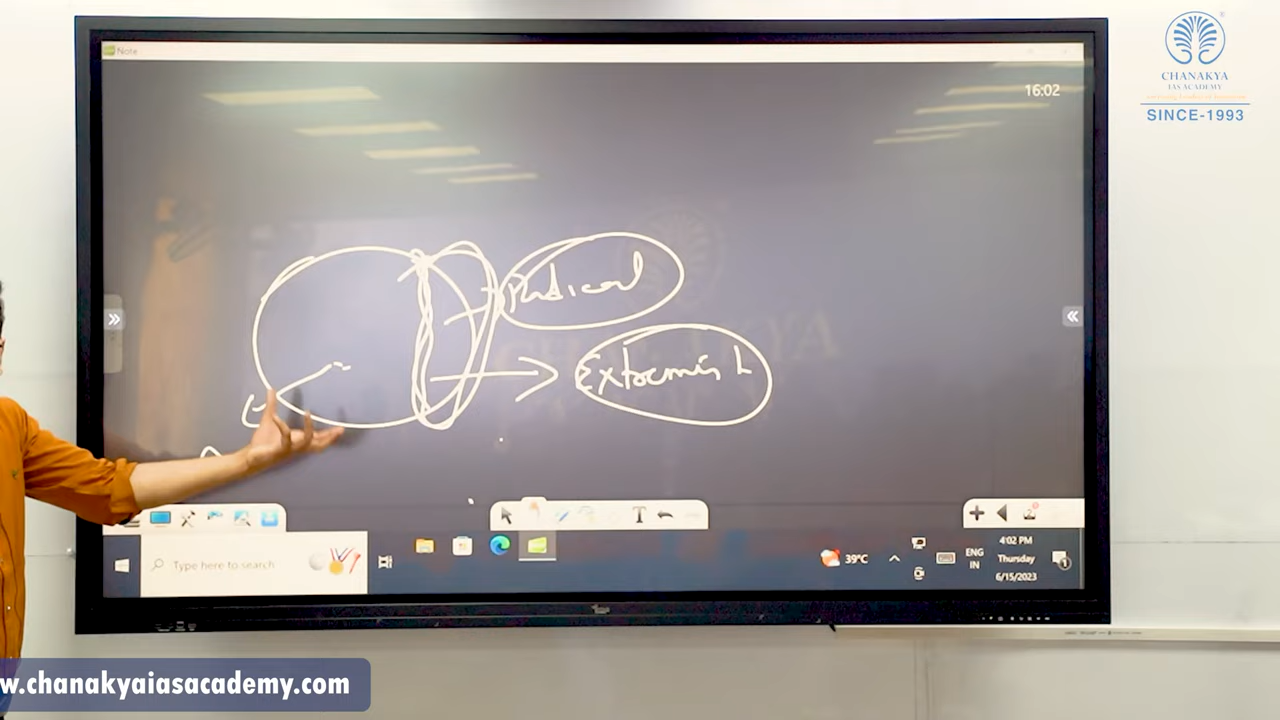 Note
16:02
CHANAKYA
IAS ACADEMY
SINCE-1993
Radical
Extremist
T
Type here to search
39°C
ENG
IN
4:02 PM
Thursday
6/15/2023
1
w.chanakyaiasacademy.com